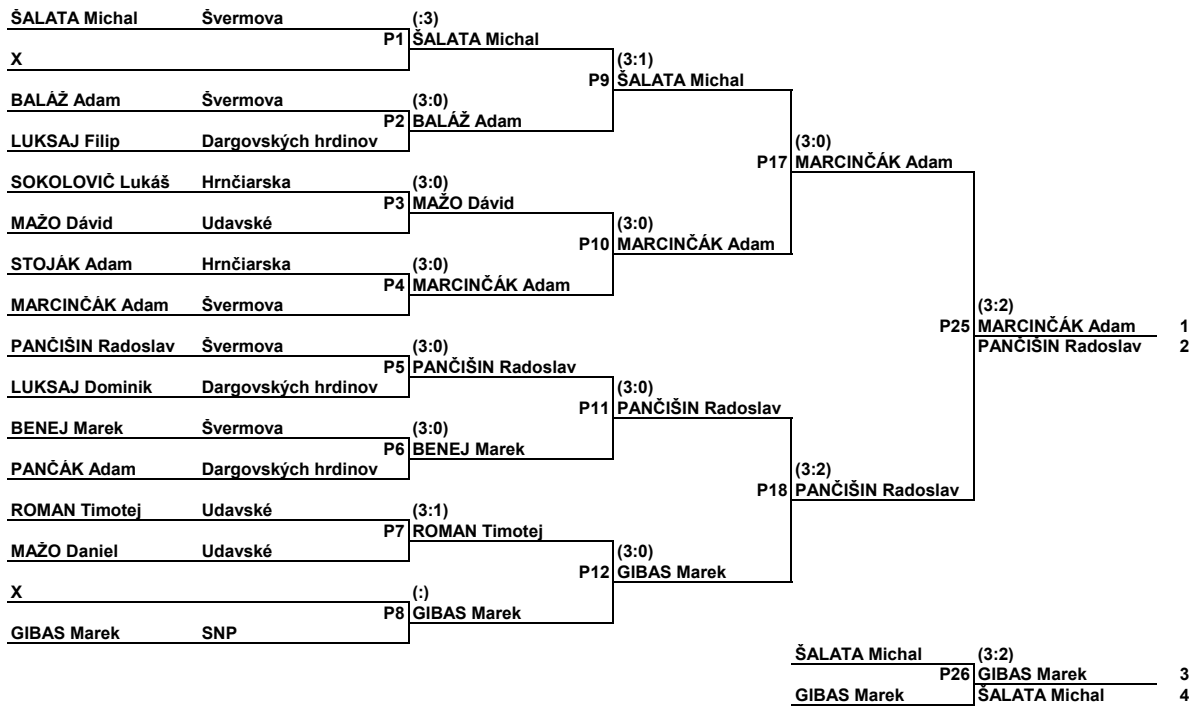 ŠALATA Michal Švermova (:3)
P1 ŠALATA Michal
X (3:1)
P9 ŠALATA Michal
BALÁŽ Adam Švermova (3:0)
P2 BALÁŽ Adam
LUKSAJ Filip Dargovských hrdinov (3:0)
P17 MARCINČÁK Adam
SOKOLOVIČ Lukáš Hrnčiarska (3:0)
P3 MAŽO Dávid
MAŽO Dávid Udavské (3:0)
P10 MARCINČÁK Adam
STOJÁK Adam Hrnčiarska (3:0)
P4 MARCINČÁK Adam
MARCINČÁK Adam Švermova (3:2)
P25 MARCINČÁK Adam 1
PANČIŠIN Radoslav Švermova (3:0) PANČIŠIN Radoslav 2
P5 PANČIŠIN Radoslav
LUKSAJ Dominik Dargovských hrdinov (3:0)
P11 PANČIŠIN Radoslav
BENEJ Marek Švermova (3:0)
P6 BENEJ Marek
PANČÁK Adam Dargovských hrdinov (3:2)
P18 PANČIŠIN Radoslav
ROMAN Timotej Udavské (3:1)
P7 ROMAN Timotej
MAŽO Daniel Udavské (3:0)
P12 GIBAS Marek
X (:)
P8 GIBAS Marek
GIBAS Marek SNP
ŠALATA Michal (3:2)
P26 GIBAS Marek 3
GIBAS Marek ŠALATA Michal 4